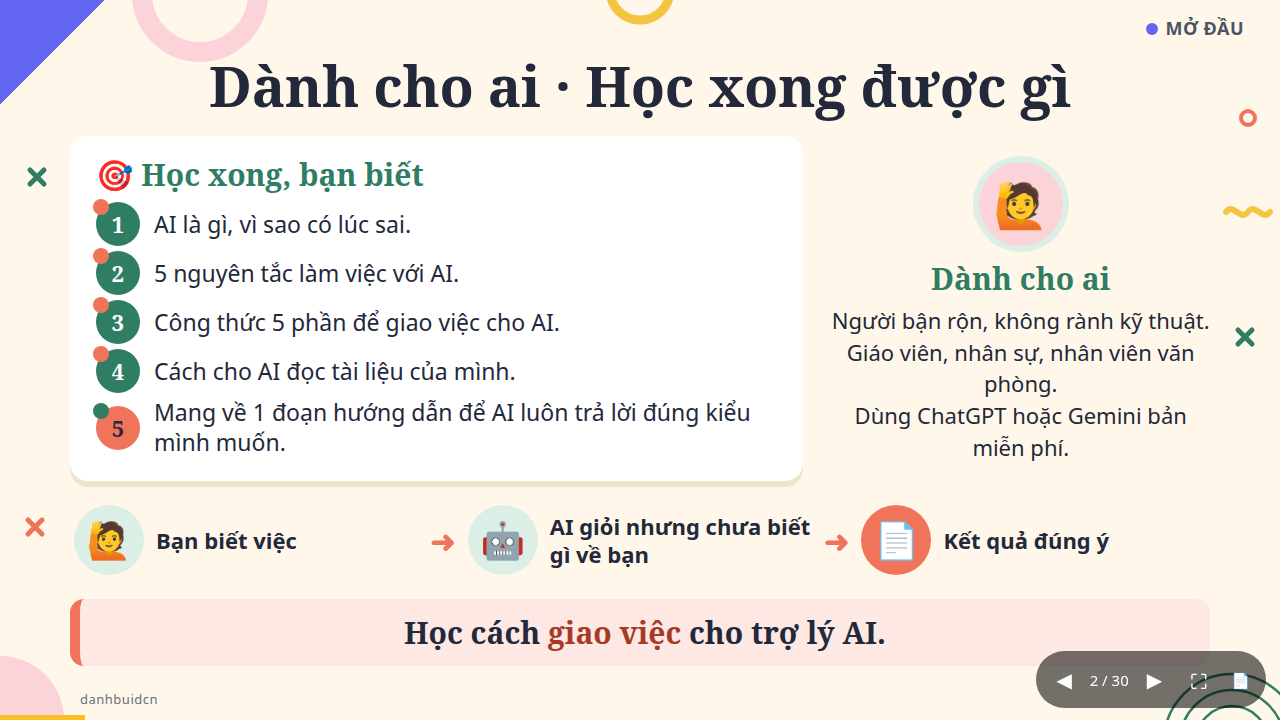 MỞ ĐẦU
Dành cho ai · Học xong được gì
Học xong, bạn biết
1 AI là gì, vì sao có lúc sai.
2 5 nguyên tắc làm việc với AI.
3 Công thức 5 phần để giao việc cho AI.
4 Cách cho AI đọc tài liệu của mình.
5 Mang về 1 đoạn hướng dẫn để AI luôn trả lời đúng kiểu
mình muốn.
Dành cho ai
Người bận rộn, không rành kỹ thuật.
Giáo viên, nhân sự, nhân viên văn
phòng.
Dùng ChatGPT hoặc Gemini bản
miễn phí.
Bạn biết việc
➜
AI giỏi nhưng chưa biết
gì về bạn
➜
Kết quả đúng ý
Học cách giao việc cho trợ lý AI.
danhbuidcn
◀ 2 / 30 ▶